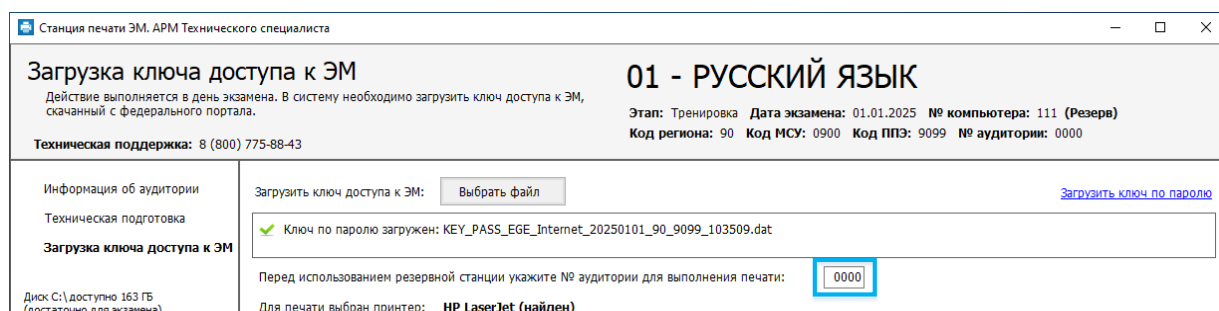 Станция печати ЭМ. АРМ Технического специалиста
Загрузка ключа доступа к ЭМ
Действие выполняется в день экзамена. В систему необходимо загрузить ключ доступа к ЭМ,
скачанный с федерального портала.
Техническая поддержка: 8 (800) 775-88-43
01 - РУССКИЙ ЯЗЫК
Этап: Тренировка Дата экзамена: 01.01.2025 № компьютера: 111 (Резерв)
Код региона: 90 Код МСУ: 0900 Код ППЭ: 9099 № аудитории: 0000
Информация об аудитории
Техническая подготовка
Загрузка ключа доступа к ЭМ
Диск C:\ доступно 163 ГБ
(достаточно для экзамена)
Загрузить ключ доступа к ЭМ: Выбрать файл Загрузить ключ по паролю
Ключ по паролю загружен: KEY_PASS_EGE_Internet_20250101_90_9099_103509.dat
Перед использованием резервной станции укажите № аудитории для выполнения печати: 0000
Для печати выбран принтер: HP LaserJet (найден)